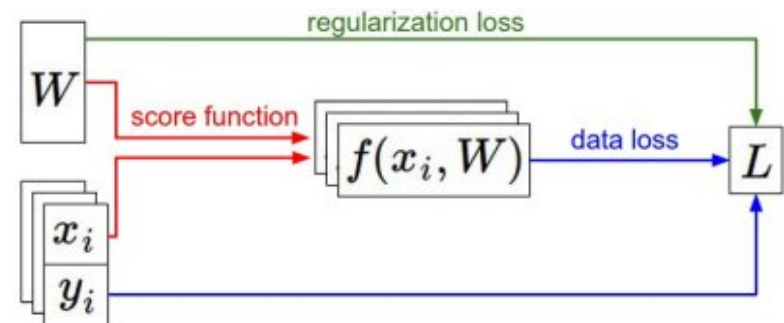 regularization loss
W
score function
f(x_i, W)
data loss
L
x_i
y_i